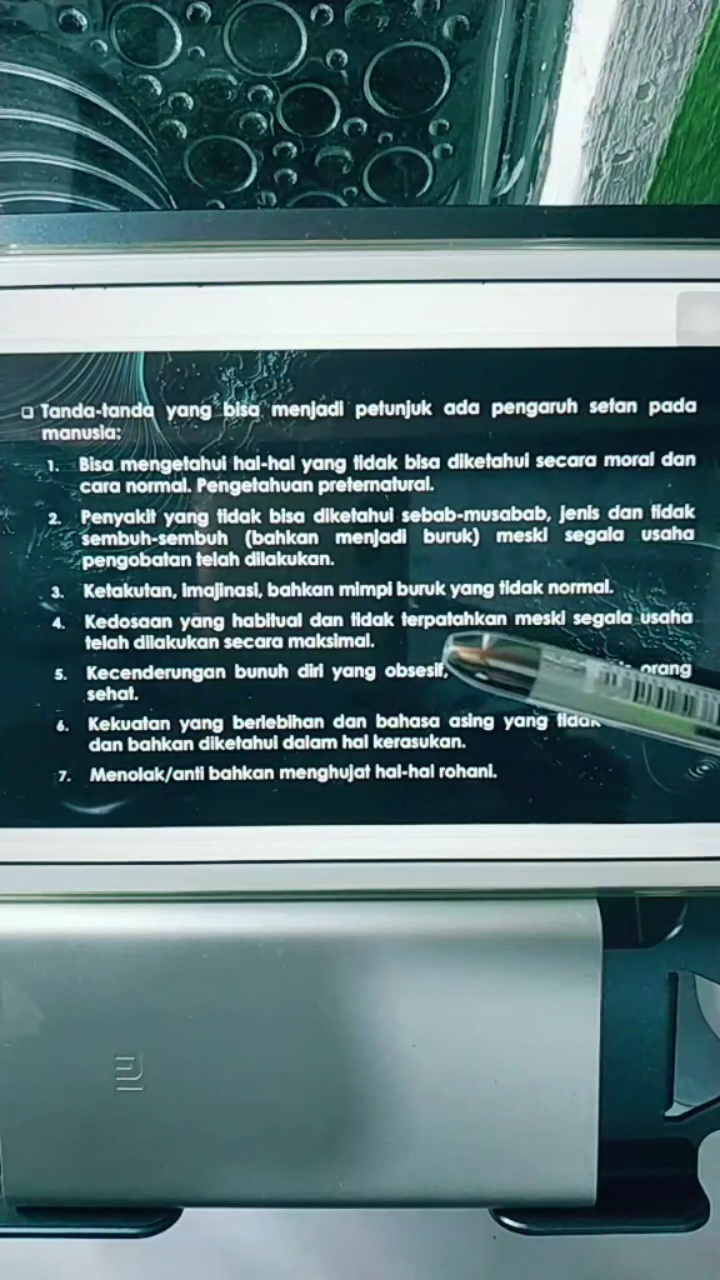 ❑ Tanda-tanda yang bisa menjadi petunjuk ada pengaruh setan pada
manusia:
1. Bisa mengetahui hal-hal yang tidak bisa diketahui secara moral dan
cara normal. Pengetahuan preternatural.
2. Penyakit yang tidak bisa diketahui sebab-musabab, jenis dan tidak
sembuh-sembuh (bahkan menjadi buruk) meski segala usaha
pengobatan telah dilakukan.
3. Ketakutan, imajinasi, bahkan mimpi buruk yang tidak normal.
4. Kedosaan yang habitual dan tidak terpatahkan meski segala usaha
telah dilakukan secara maksimal.
5. Kecenderungan bunuh diri yang obsesif, orang
sehat.
6. Kekuatan yang berlebihan dan bahasa asing yang
dan bahkan diketahui dalam hal kerasukan.
7. Menolak/anti bahkan menghujat hal-hal rohani.